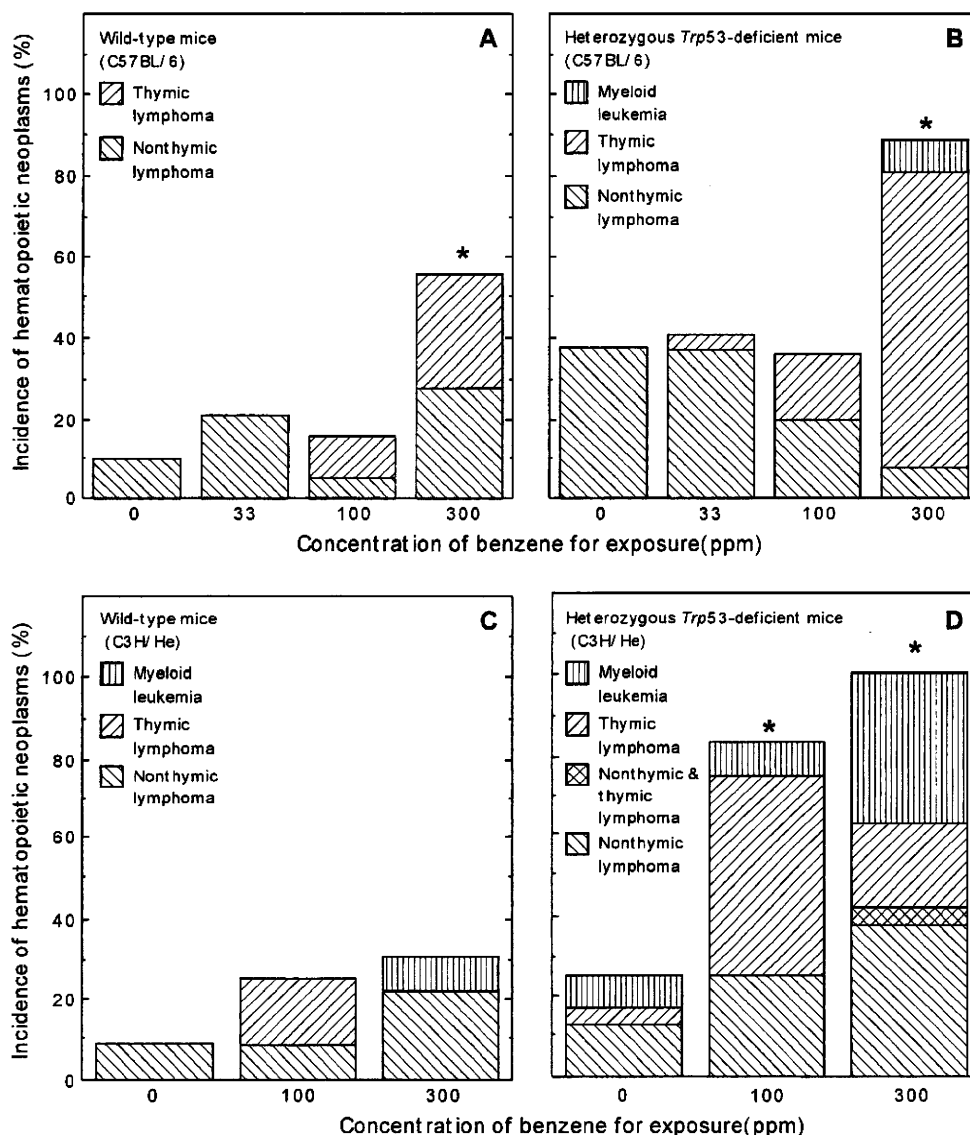 Incidence of hematopoietic neoplasms (%)
100
80
60
40
20
0
Wild-type mice
(C57BL/ 6)
A
Thymic
lymphoma
Nonthymic
lymphoma
*
0 33 100 300
Heterozygous Trp53-deficient mice
(C57BL/ 6)
B
Myeloid
leukemia
Thymic
lymphoma
Nonthymic
lymphoma
*
0 33 100 300
Concentration of benzene for exposure(ppm)
Incidence of hematopoietic neoplasms (%)
100
80
60
40
20
0
Wild-type mice
(C3H/ He)
C
Myeloid
leukemia
Thymic
lymphoma
Nonthymic
lymphoma
0 100 300
Heterozygous Trp53-deficient mice
(C3H/ He)
D
Myeloid
leukemia
Thymic
lymphoma
Nonthymic &
thymic
lymphoma
Nonthymic
lymphoma
*
*
0 100 300
Concentration of benzene for exposure(ppm)